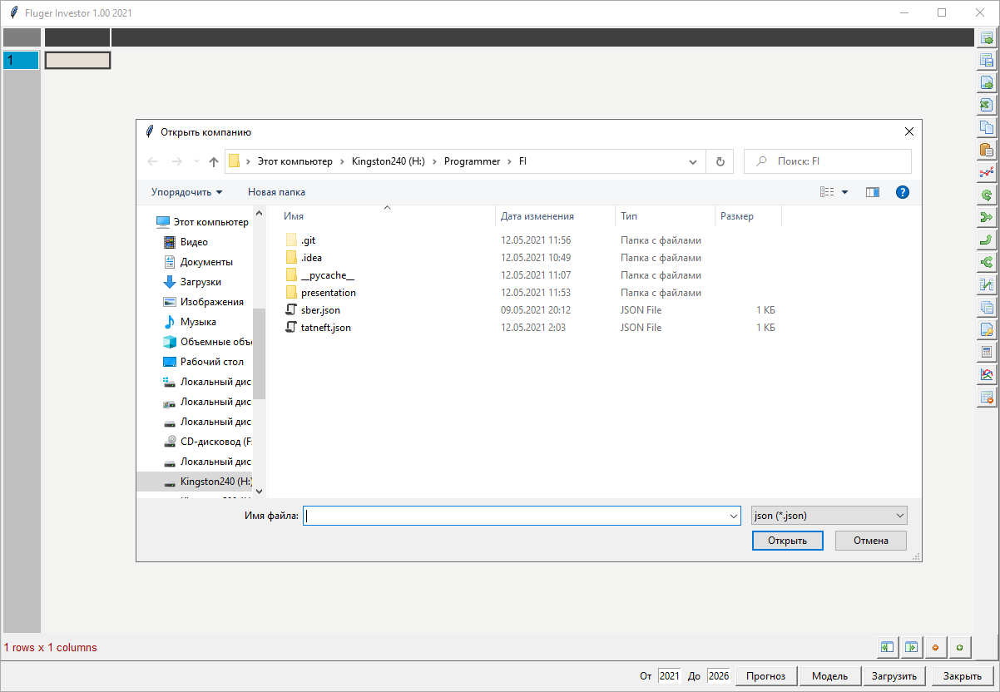 Fluger Investor 1.00 2021
1
Открыть компанию
Этот компьютер
Kingston240 (H:)
Programmer
FI
Поиск: FI
Упорядочить
Новая папка
Имя
Дата изменения
Тип
Размер
Этот компьютер
Видео
Документы
Загрузки
Изображения
Музыка
Объемные объ
Рабочий стол
Локальный дис
Локальный дис
Локальный дис
CD-дисковод (F:
Локальный дис
Kingston240 (H:)
.git 12.05.2021 11:56 Папка с файлами
.idea 12.05.2021 10:49 Папка с файлами
__pycache__ 12.05.2021 11:07 Папка с файлами
presentation 12.05.2021 11:53 Папка с файлами
sber.json 09.05.2021 20:12 JSON File 1 КБ
tatneft.json 12.05.2021 2:03 JSON File 1 КБ
Имя файла:
json (*.json)
Открыть
Отмена
1 rows x 1 columns
От 2021 До 2026 Прогноз Модель Загрузить Закрыть